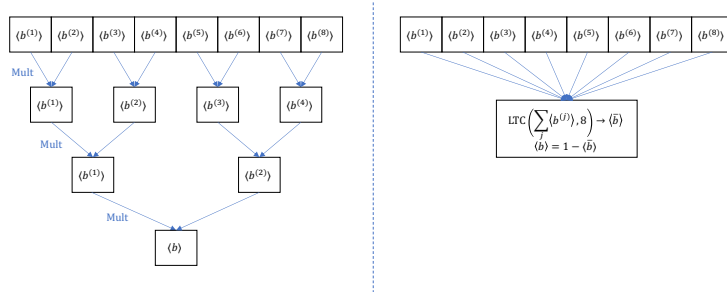 ⟨b⁽¹⁾⟩ ⟨b⁽²⁾⟩ ⟨b⁽³⁾⟩ ⟨b⁽⁴⁾⟩ ⟨b⁽⁵⁾⟩ ⟨b⁽⁶⁾⟩ ⟨b⁽⁷⁾⟩ ⟨b⁽⁸⁾⟩
Mult
⟨b⁽¹⁾⟩ ⟨b⁽²⁾⟩ ⟨b⁽³⁾⟩ ⟨b⁽⁴⁾⟩
Mult
⟨b⁽¹⁾⟩ ⟨b⁽²⁾⟩
Mult
⟨b⟩
⟨b⁽¹⁾⟩ ⟨b⁽²⁾⟩ ⟨b⁽³⁾⟩ ⟨b⁽⁴⁾⟩ ⟨b⁽⁵⁾⟩ ⟨b⁽⁶⁾⟩ ⟨b⁽⁷⁾⟩ ⟨b⁽⁸⁾⟩
LTC(∑ⱼ⟨b⁽ʲ⁾⟩, 8) → ⟨b̄⟩
⟨b⟩ = 1 − ⟨b̄⟩